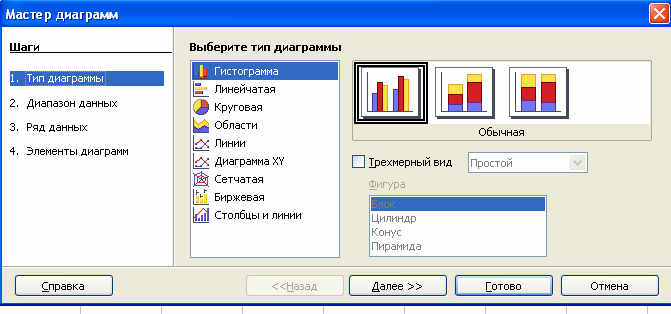 Мастер диаграмм
Шаги
1. Тип диаграммы
2. Диапазон данных
3. Ряд данных
4. Элементы диаграмм
Выберите тип диаграммы
Гистограмма
Линейчатая
Круговая
Области
Линии
Диаграмма XY
Сетчатая
Биржевая
Столбцы и линии
Обычная
Трехмерный вид
Простой
Фигура
Блок
Цилиндр
Конус
Пирамида
Справка
<<Назад
Далее >>
Готово
Отмена